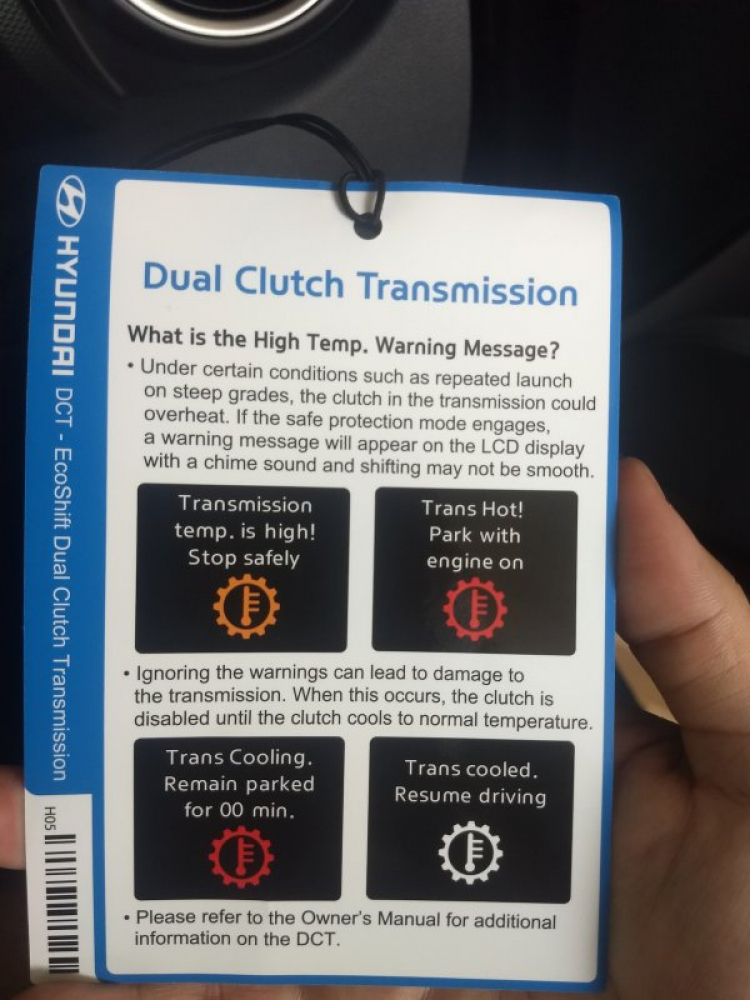 HYUNDAI DCT - EcoShift Dual Clutch Transmission
H05
Dual Clutch Transmission
What is the High Temp. Warning Message?
• Under certain conditions such as repeated launch
on steep grades, the clutch in the transmission could
overheat. If the safe protection mode engages,
a warning message will appear on the LCD display
with a chime sound and shifting may not be smooth.
Transmission
temp. is high!
Stop safely
Trans Hot!
Park with
engine on
• Ignoring the warnings can lead to damage to
the transmission. When this occurs, the clutch is
disabled until the clutch cools to normal temperature.
Trans Cooling.
Remain parked
for 00 min.
Trans cooled.
Resume driving
• Please refer to the Owner's Manual for additional
information on the DCT.